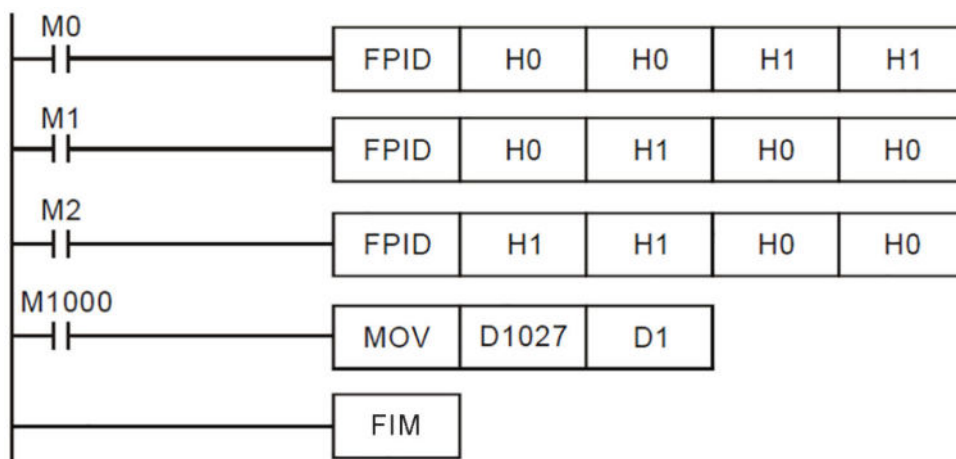 M0
FPID H0 H0 H1 H1
M1
FPID H0 H1 H0 H0
M2
FPID H1 H1 H0 H0
M1000
MOV D1027 D1
FIM